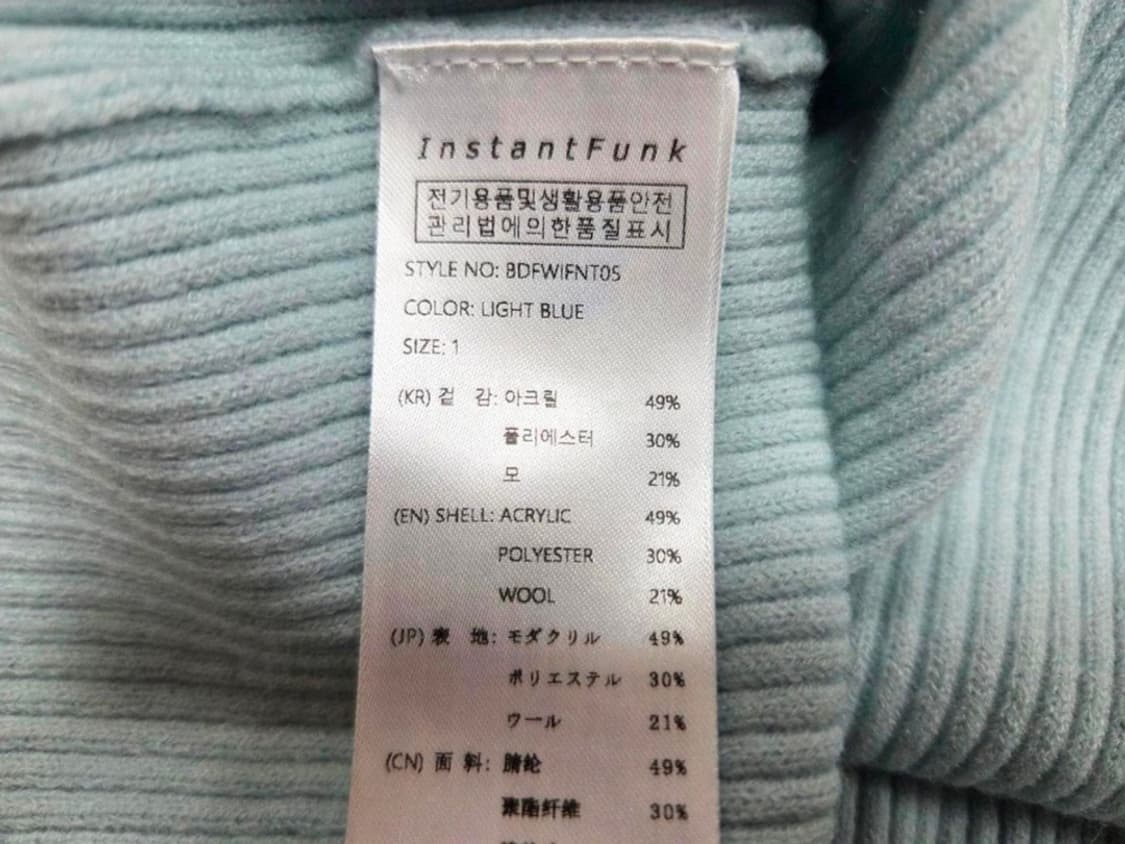 InstantFunk
전기용품및생활용품안전
관리법에의한품질표시
STYLE NO: 8DFWIFNT05
COLOR: LIGHT BLUE
SIZE: 1
(KR) 겉 감: 아크릴 49%
폴리에스터 30%
모 21%
(EN) SHELL: ACRYLIC 49%
POLYESTER 30%
WOOL 21%
(JP) 表 地: モダクリル 49%
ポリエステル 30%
ウール 21%
(CN) 面 料: 腈纶 49%
聚酯纤维 30%